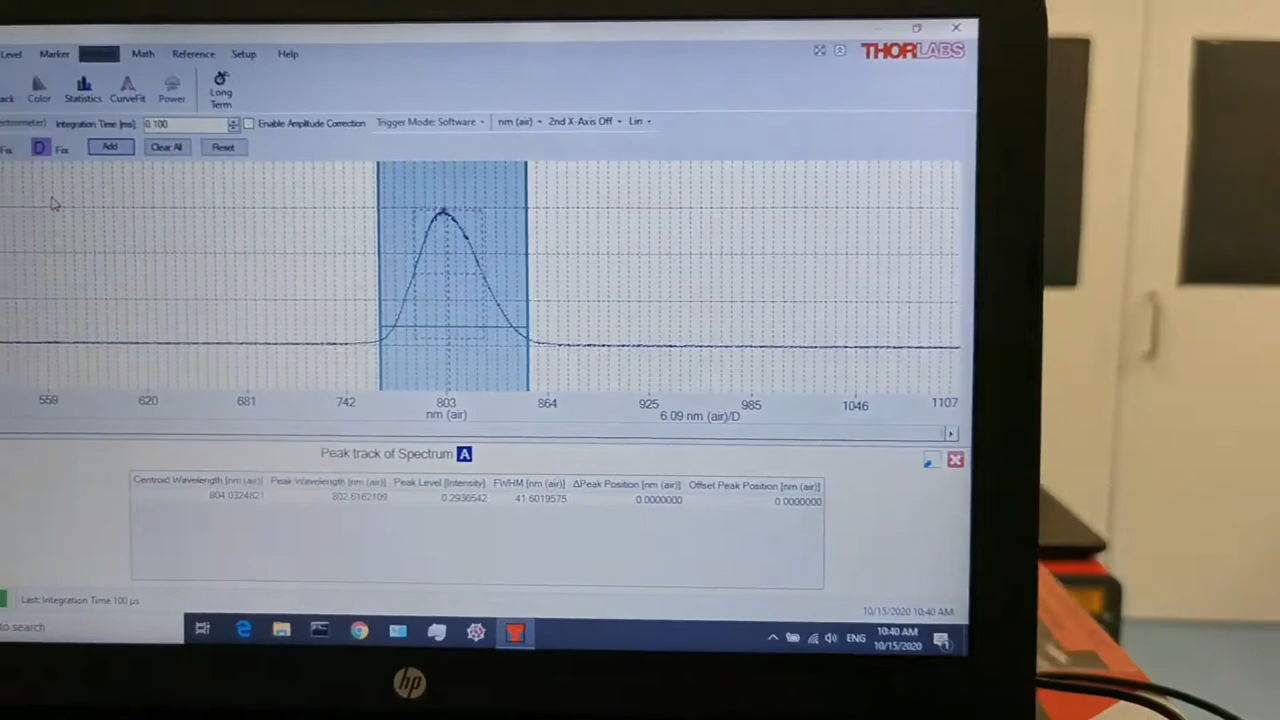 Level Marker Math Reference Setup Help
THORLABS
Color Statistics CurveFit Power Long Term
Integration Time [ms]: 0.100 Enable Amplitude Correction Trigger Mode: Software nm (air) 2nd X-Axis Off Lin
Fix D Fix Add Clear All Reset
559 620 681 742 803 864 925 985 1046 1107
nm (air) 6.09 nm (air)/D
Peak track of Spectrum A
Centroid Wavelength [nm (air)] Peak Wavelength [nm (air)] Peak Level [Intensity] FWHM [nm (air)] ΔPeak Position [nm (air)] Offset Peak Position [nm (air)]
804.0324821 802.6162109 0.2936542 41.6019575 0.0000000 0.0000000
Last: Integration Time 100 µs
10/15/2020 10:40 AM
to search
ENG
10:40 AM
10/15/2020
hp